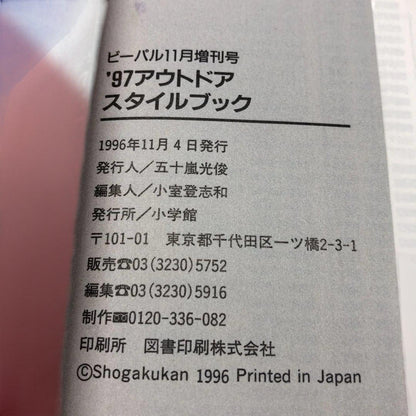 ビーパル11月増刊号
'97アウトドア
スタイルブック
1996年11月4日発行
発行人／五十嵐光俊
編集人／小室登志和
発行所／小学館
〒101-01 東京都千代田区一ツ橋2-3-1
販売☎03(3230)5752
編集☎03(3230)5916
制作☎0120-336-082
印刷所 図書印刷株式会社
©Shogakukan 1996 Printed in Japan